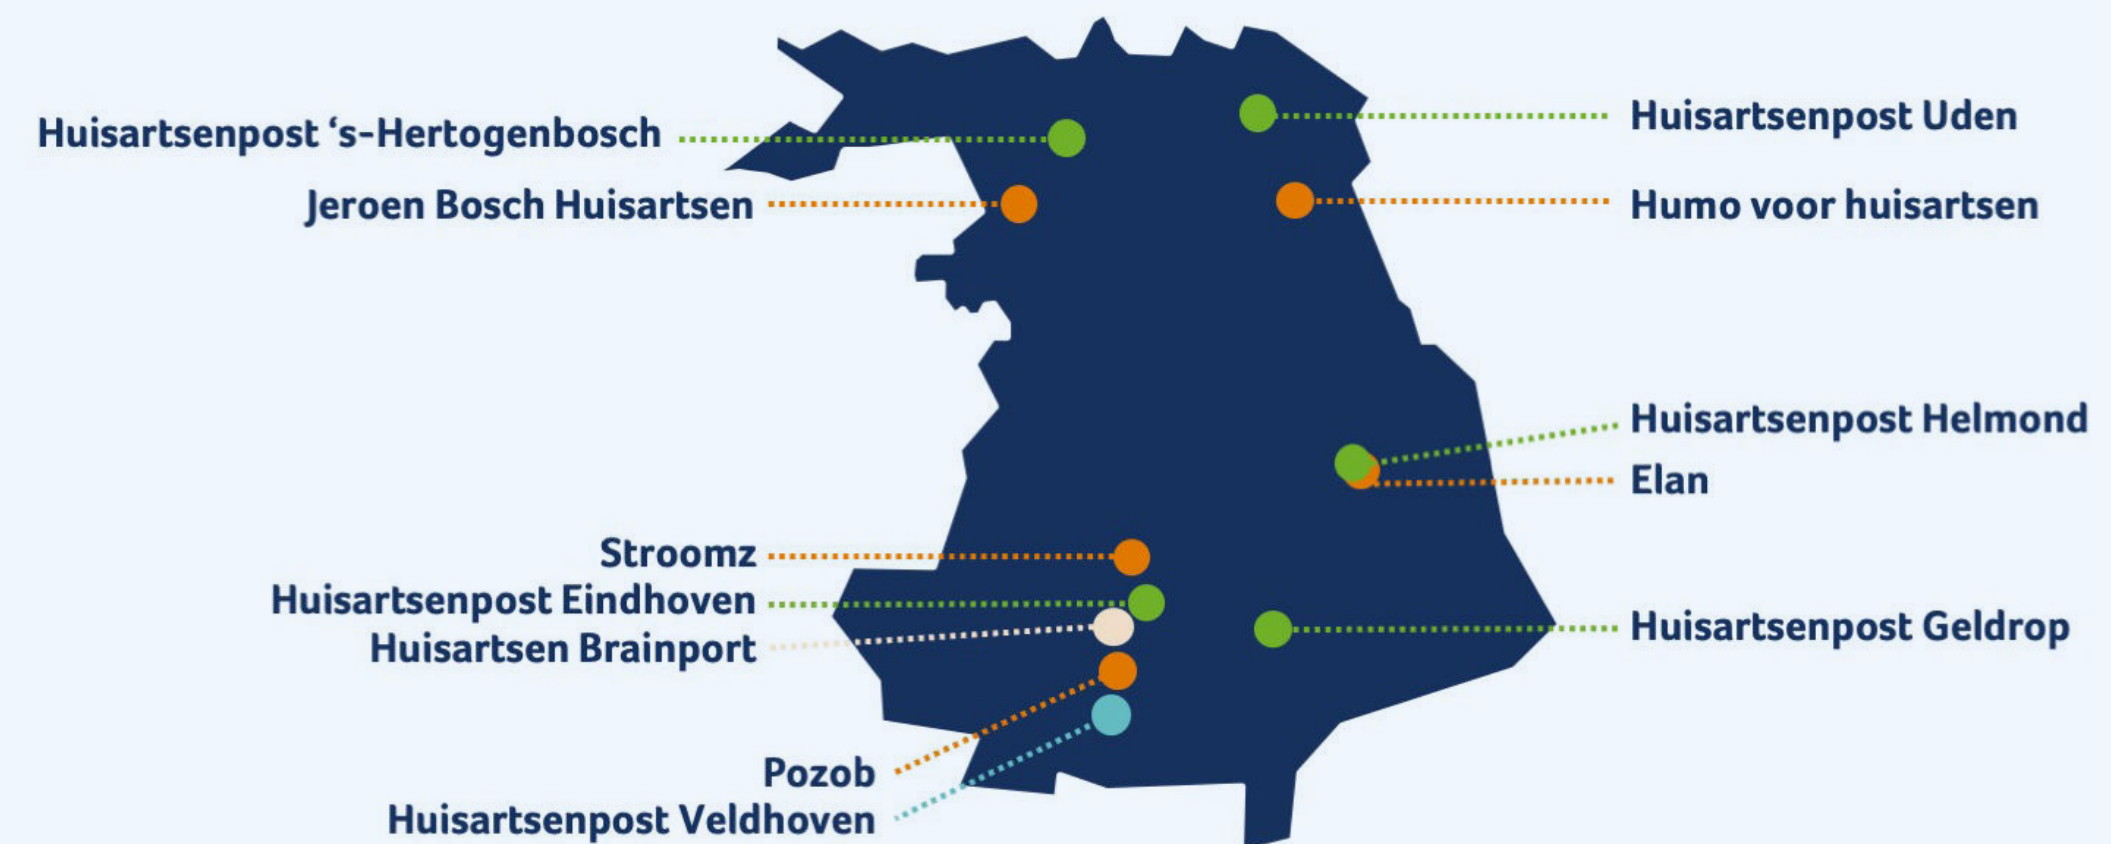 Huisartsenpost ‘s-Hertogenbosch
Jeroen Bosch Huisartsen
Huisartsenpost Uden
Humo voor huisartsen
Huisartsenpost Helmond
Elan
Stroomz
Huisartsenpost Eindhoven
Huisartsen Brainport
Huisartsenpost Geldrop
Pozob
Huisartsenpost Veldhoven